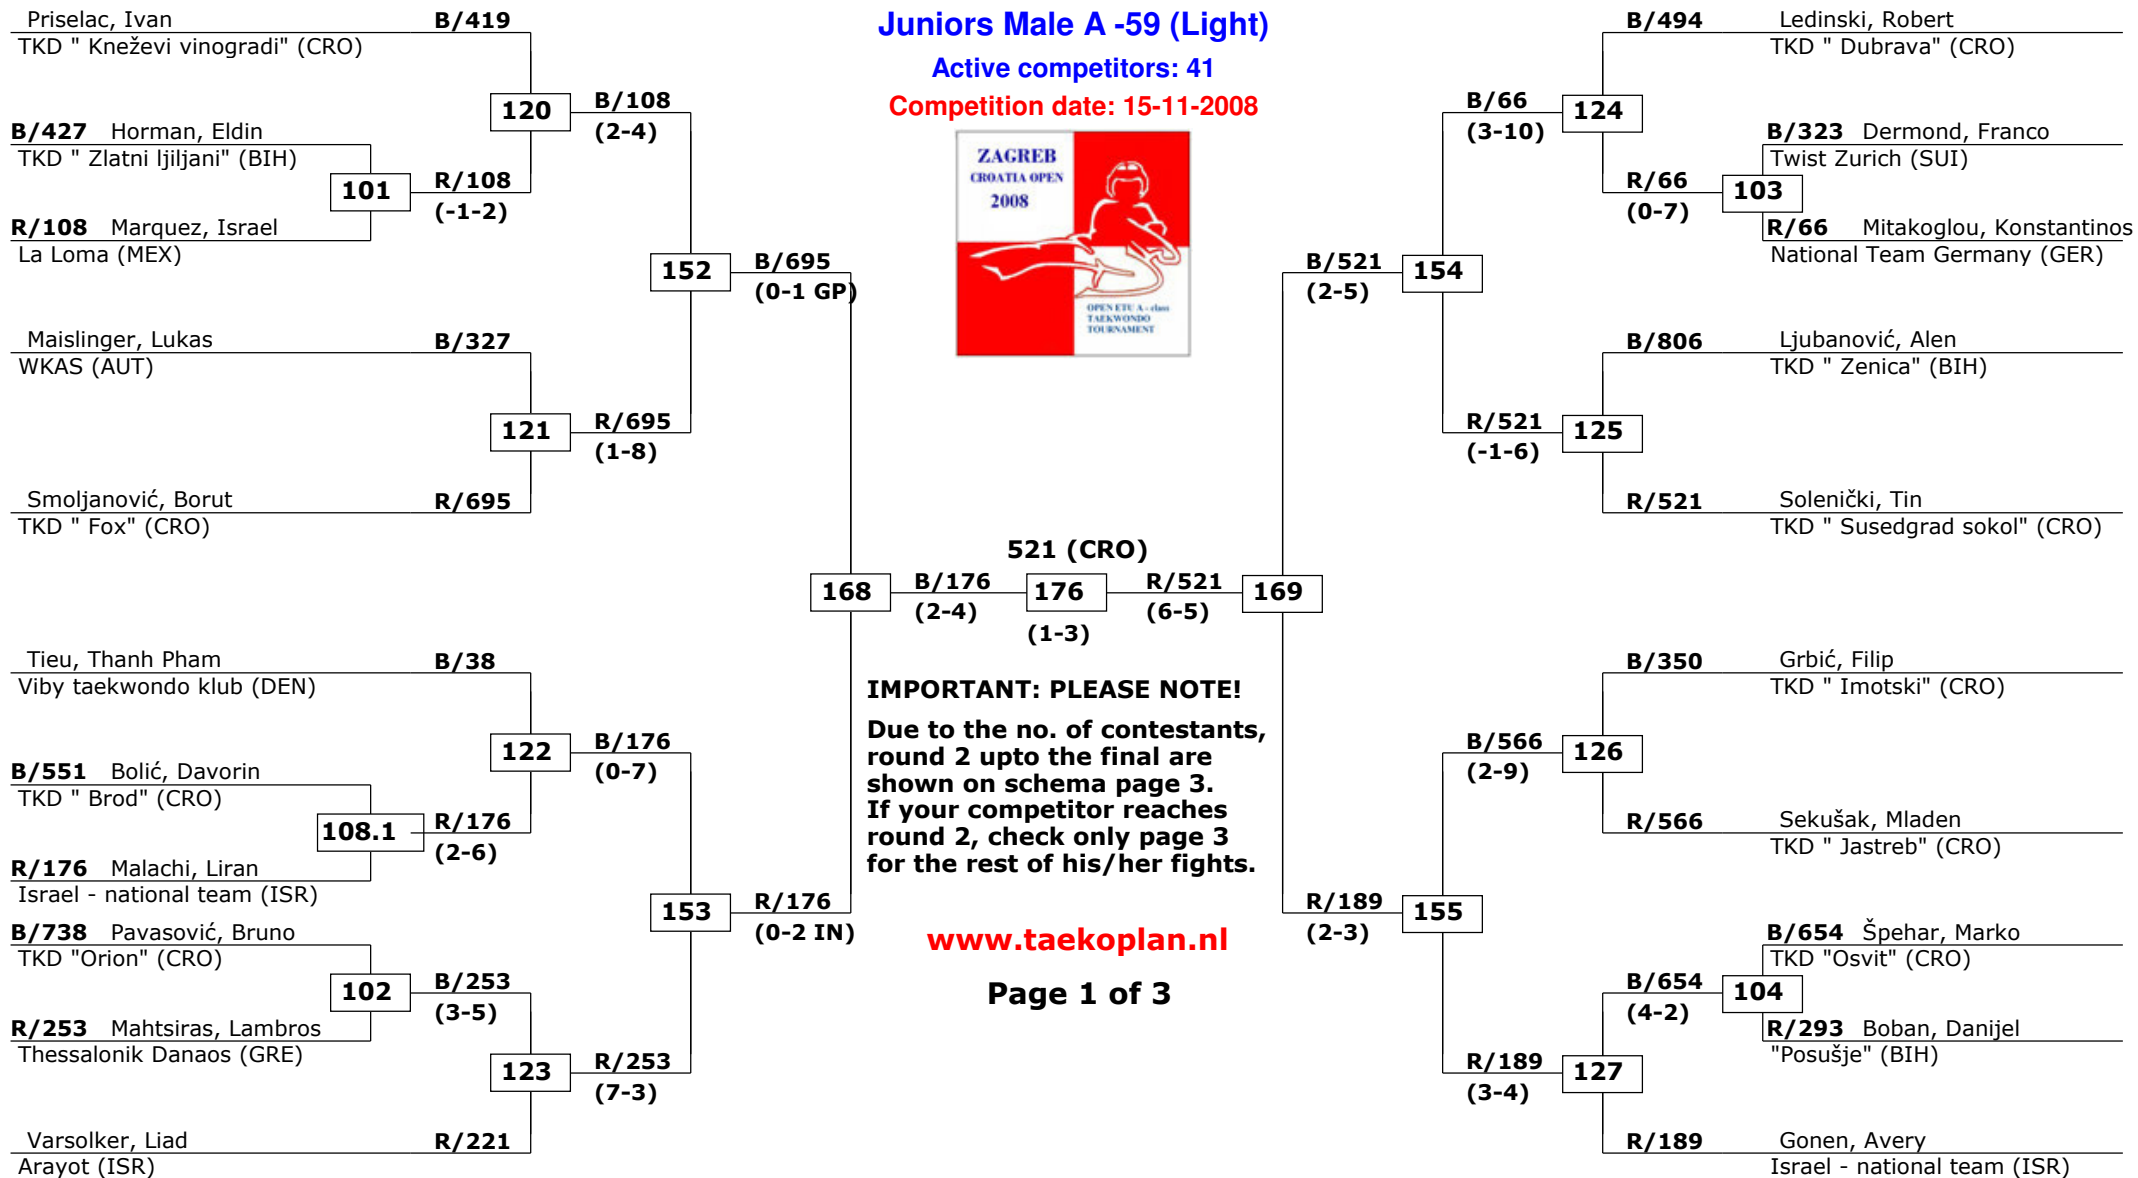 Juniors Male A -59 (Light)
Active competitors: 41
Competition date: 15-11-2008
ZAGREB
CROATIA OPEN
2008
OPEN ETU A - class
TAEKWONDO
TOURNAMENT
Priselac, Ivan B/419
TKD " Kneževi vinogradi" (CRO)
120
B/108
(2-4)
B/427 Horman, Eldin
TKD " Zlatni ljiljani" (BIH)
101
R/108
(-1-2)
R/108 Marquez, Israel
La Loma (MEX)
152
B/695
(0-1 GP)
Maislinger, Lukas B/327
WKAS (AUT)
121
R/695
(1-8)
Smoljanović, Borut R/695
TKD " Fox" (CRO)
168
B/176
(2-4)
Tieu, Thanh Pham B/38
Viby taekwondo klub (DEN)
122
B/176
(0-7)
B/551 Bolić, Davorin
TKD " Brod" (CRO)
108.1
R/176
(2-6)
R/176 Malachi, Liran
Israel - national team (ISR)
153
R/176
(0-2 IN)
B/738 Pavasović, Bruno
TKD "Orion" (CRO)
102
B/253
(3-5)
R/253 Mahtsiras, Lambros
Thessalonik Danaos (GRE)
123
R/253
(7-3)
Varsolker, Liad R/221
Arayot (ISR)
521 (CRO)
176
(1-3)
IMPORTANT: PLEASE NOTE!
Due to the no. of contestants,
round 2 upto the final are
shown on schema page 3.
If your competitor reaches
round 2, check only page 3
for the rest of his/her fights.
www.taekoplan.nl
Page 1 of 3
B/494 Ledinski, Robert
TKD " Dubrava" (CRO)
B/66
(3-10)
124
B/323 Dermond, Franco
Twist Zurich (SUI)
R/66
(0-7)
103
R/66 Mitakoglou, Konstantinos
National Team Germany (GER)
B/521
(2-5)
154
B/806 Ljubanović, Alen
TKD " Zenica" (BIH)
R/521
(-1-6)
125
R/521 Solenički, Tin
TKD " Susedgrad sokol" (CRO)
R/521
(6-5)
169
B/350 Grbić, Filip
TKD " Imotski" (CRO)
B/566
(2-9)
126
R/566 Sekušak, Mladen
TKD " Jastreb" (CRO)
R/189
(2-3)
155
B/654 Špehar, Marko
TKD "Osvit" (CRO)
B/654
(4-2)
104
R/293 Boban, Danijel
"Posušje" (BIH)
R/189
(3-4)
127
R/189 Gonen, Avery
Israel - national team (ISR)